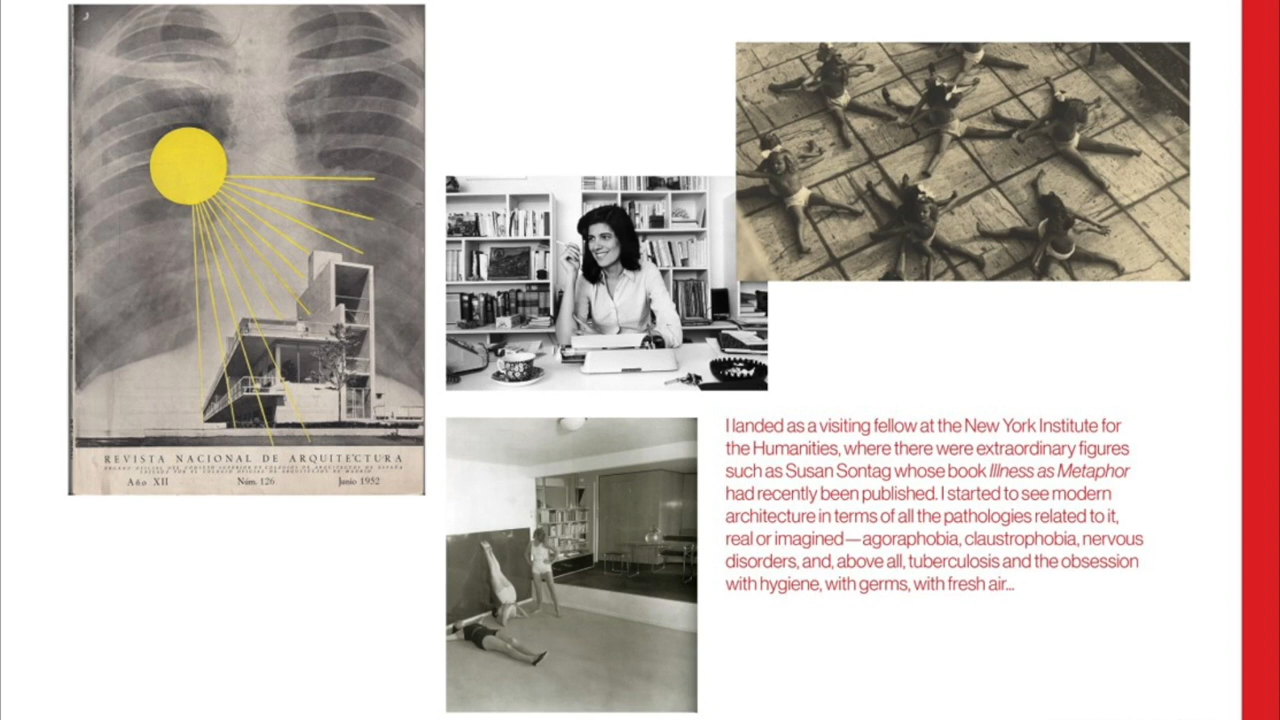 REVISTA NACIONAL DE ARQUITECTURA
Año XII Núm. 126 Junio 1952
I landed as a visiting fellow at the New York Institute for
the Humanities, where there were extraordinary figures
such as Susan Sontag whose book Illness as Metaphor
had recently been published. I started to see modern
architecture in terms of all the pathologies related to it,
real or imagined—agoraphobia, claustrophobia, nervous
disorders, and, above all, tuberculosis and the obsession
with hygiene, with germs, with fresh air...